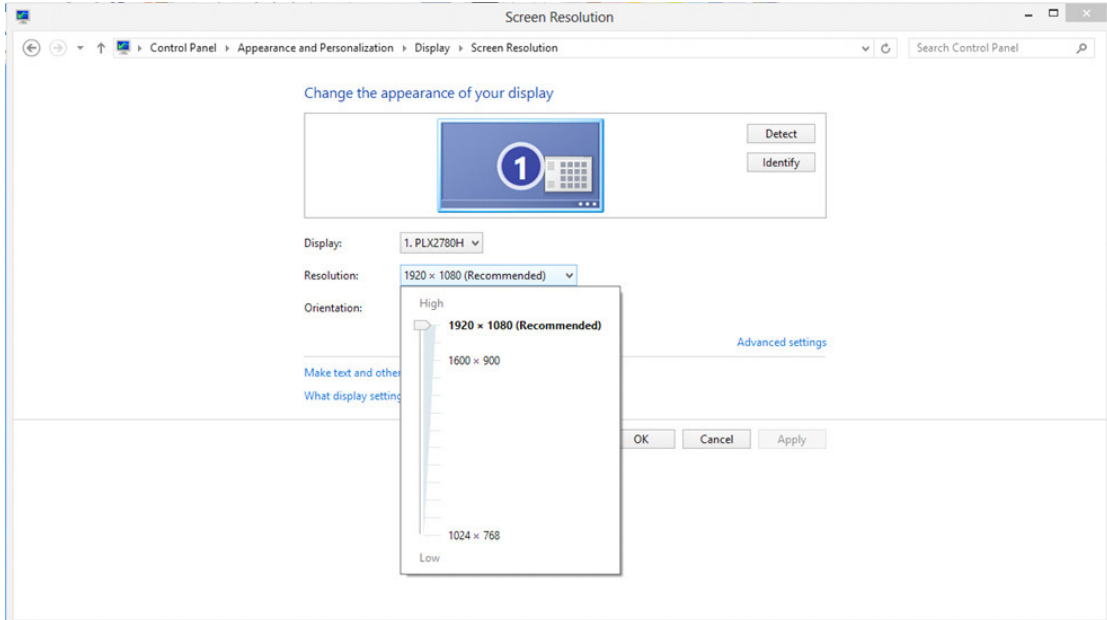 Screen Resolution
Control Panel Appearance and Personalization Display Screen Resolution
Search Control Panel
Change the appearance of your display
1
Detect
Identify
Display: 1. PLX2780H
Resolution: 1920 × 1080 (Recommended)
Orientation:
High
1920 × 1080 (Recommended)
1600 × 900
1024 × 768
Low
Advanced settings
Make text and other
What display setting
OK Cancel Apply